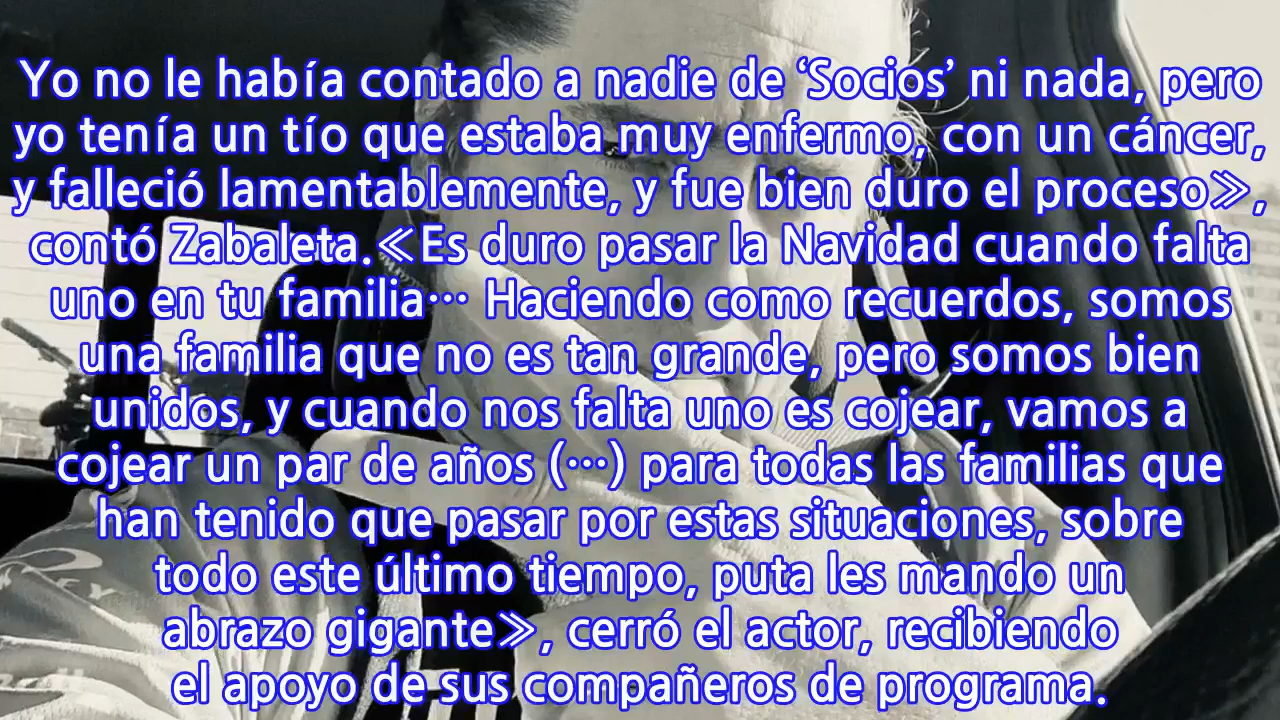 Yo no le había contado a nadie de ‘Socios’ ni nada, pero
yo tenía un tío que estaba muy enfermo, con un cáncer,
y falleció lamentablemente, y fue bien duro el proceso≫,
contó Zabaleta.≪Es duro pasar la Navidad cuando falta
uno en tu familia⋯ Haciendo como recuerdos, somos
una familia que no es tan grande, pero somos bien
unidos, y cuando nos falta uno es cojear, vamos a
cojear un par de años (⋯) para todas las familias que
han tenido que pasar por estas situaciones, sobre
todo este último tiempo, puta les mando un
abrazo gigante≫, cerró el actor, recibiendo
el apoyo de sus compañeros de programa.